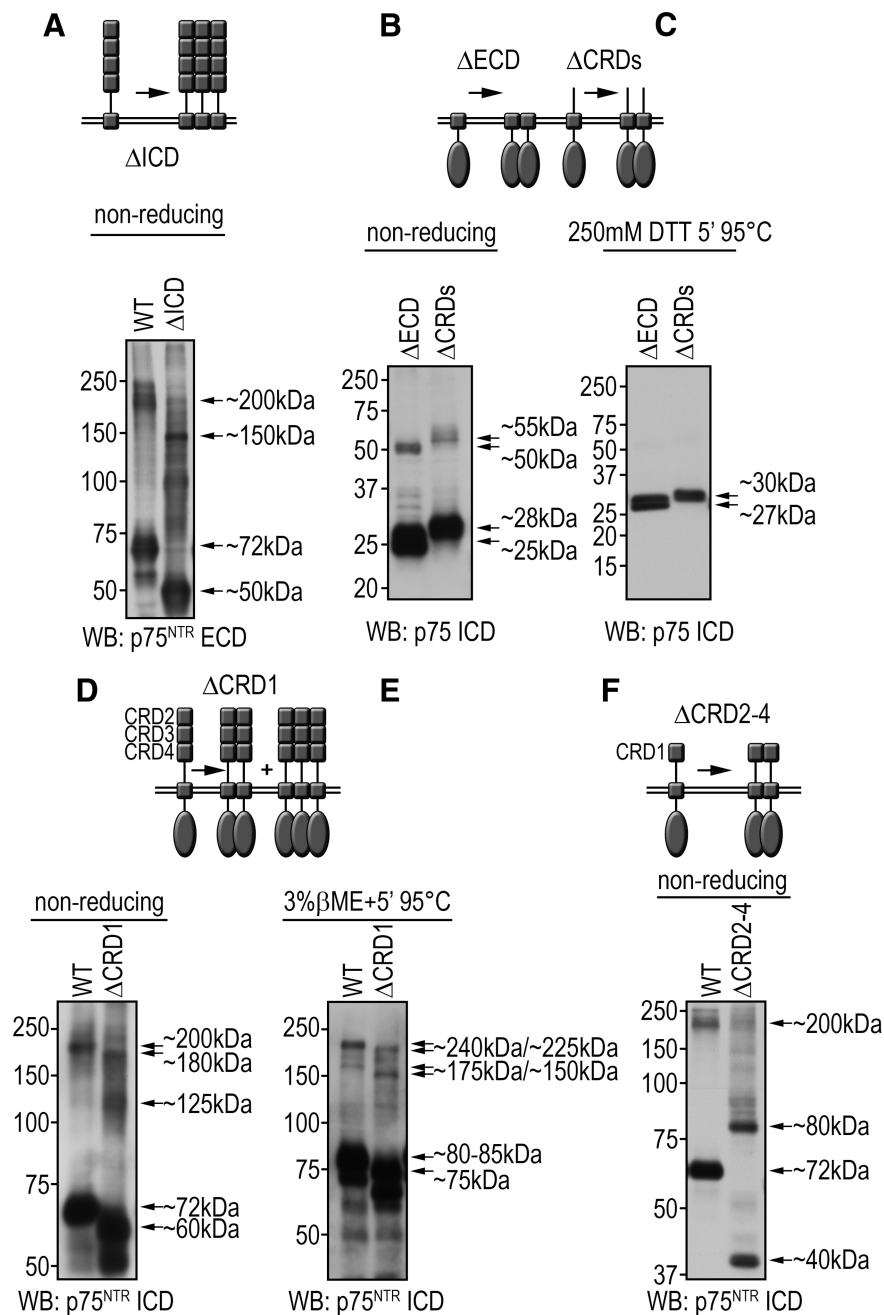 A
ΔICD
non-reducing
WT
ΔICD
250
150
100
75
50
~200kDa
~150kDa
~72kDa
~50kDa
WB: p75NTR ECD
B
ΔECD
ΔCRDs
non-reducing
ΔECD
ΔCRDs
250
75
50
37
25
20
~55kDa
~50kDa
~28kDa
~25kDa
WB: p75 ICD
C
250mM DTT 5’ 95°C
ΔECD
ΔCRDs
250
75
50
37
25
20
15
~30kDa
~27kDa
WB: p75 ICD
D
ΔCRD1
CRD2
CRD3
CRD4
+
non-reducing
WT
ΔCRD1
250
150
100
75
50
~200kDa
~180kDa
~125kDa
~72kDa
~60kDa
WB: p75NTR ICD
E
3%βME+5’ 95°C
WT
ΔCRD1
250
150
100
75
50
~240kDa/~225kDa
~175kDa/~150kDa
~80-85kDa
~75kDa
WB: p75NTR ICD
F
ΔCRD2-4
CRD1
non-reducing
WT
ΔCRD2-4
250
150
100
75
50
37
~200kDa
~80kDa
~72kDa
~40kDa
WB: p75NTR ICD